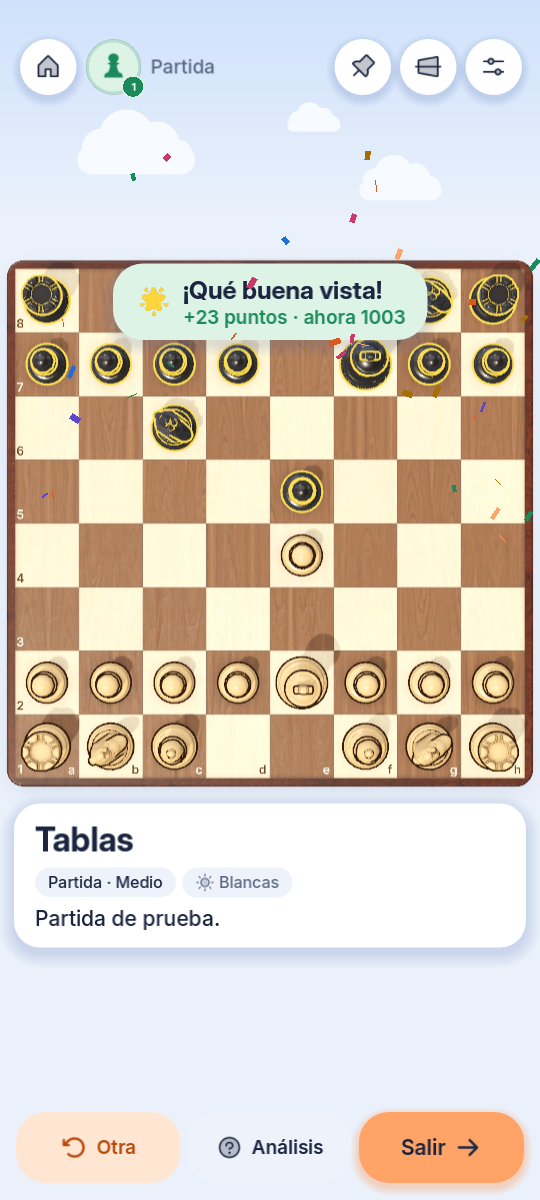 1
Partida
¡Qué buena vista!
+23 puntos · ahora 1003
8
7
6
5
4
3
2
1 a b c d e f g h
Tablas
Partida · Medio
Blancas
Partida de prueba.
Otra
Análisis
Salir